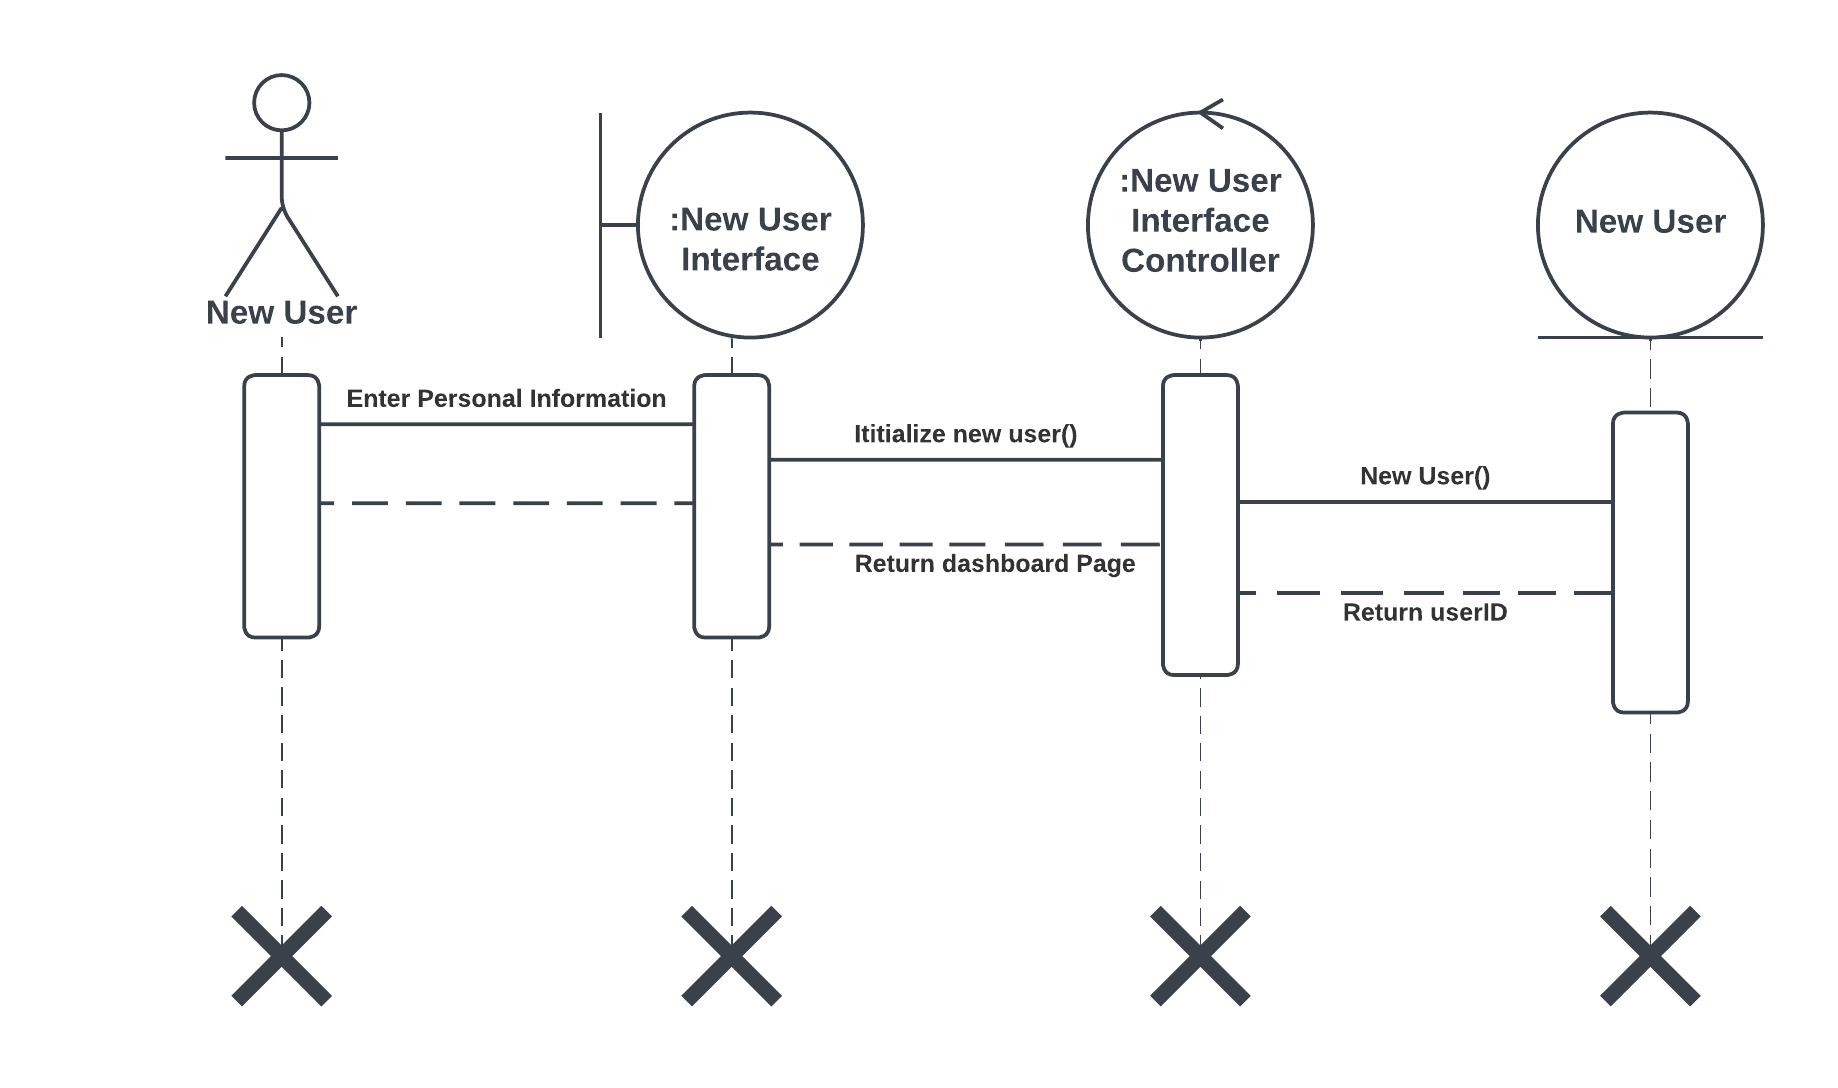 :New User
Interface
:New User
Interface
Controller
New User
New User
Enter Personal Information
Ititialize new user()
New User()
Return dashboard Page
Return userID